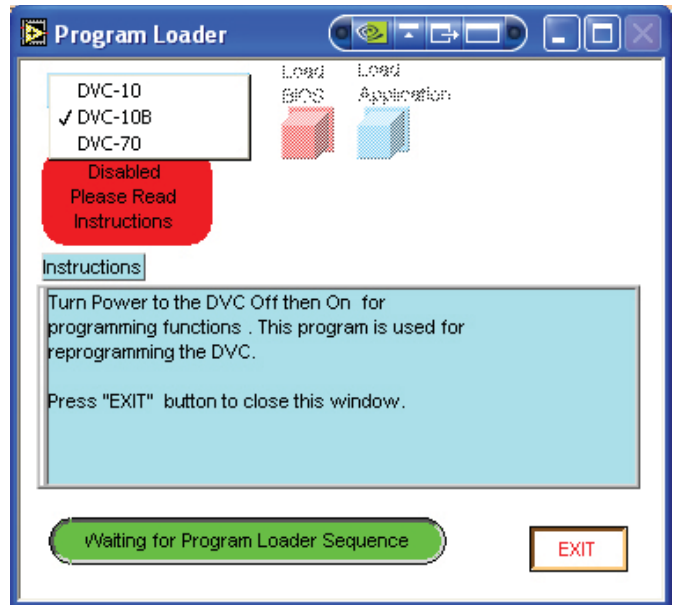 Program Loader
DVC-10
✓ DVC-10B
DVC-70
Load BIOS
Load Application
Disabled
Please Read
Instructions
Instructions
Turn Power to the DVC Off then On for
programming functions . This program is used for
reprogramming the DVC.
Press "EXIT" button to close this window.
Waiting for Program Loader Sequence
EXIT